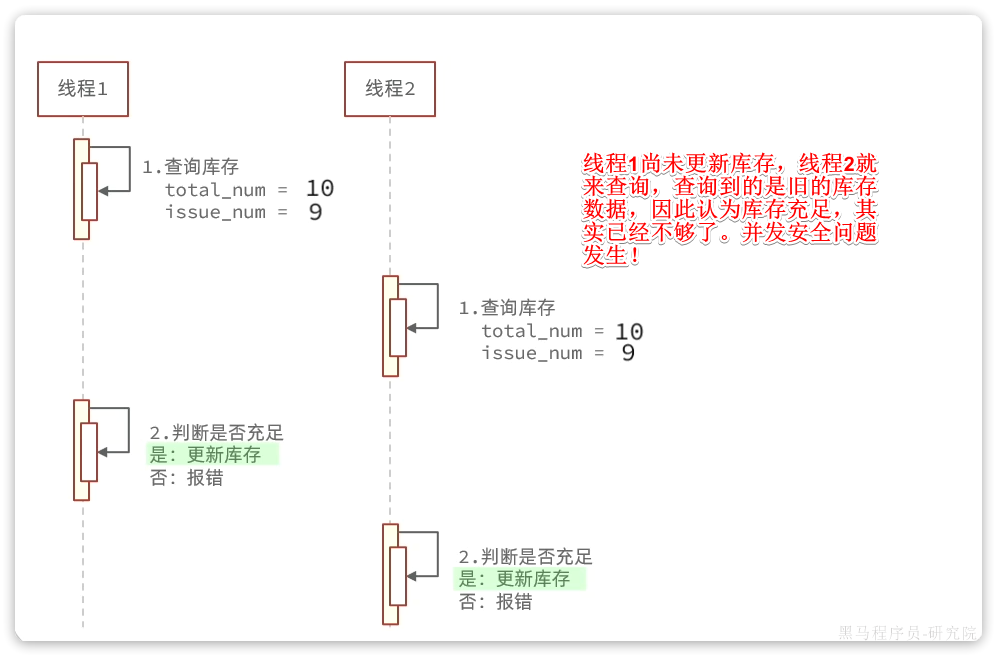 线程1
线程2
1.查询库存
total_num = 10
issue_num = 9
线程1尚未更新库存，线程2就
来查询，查询到的是旧的库存
数据，因此认为库存充足，其
实已经不够了。并发安全问题
发生！
1.查询库存
total_num = 10
issue_num = 9
2.判断是否充足
是：更新库存
否：报错
2.判断是否充足
是：更新库存
否：报错
黑马程序员-研究院